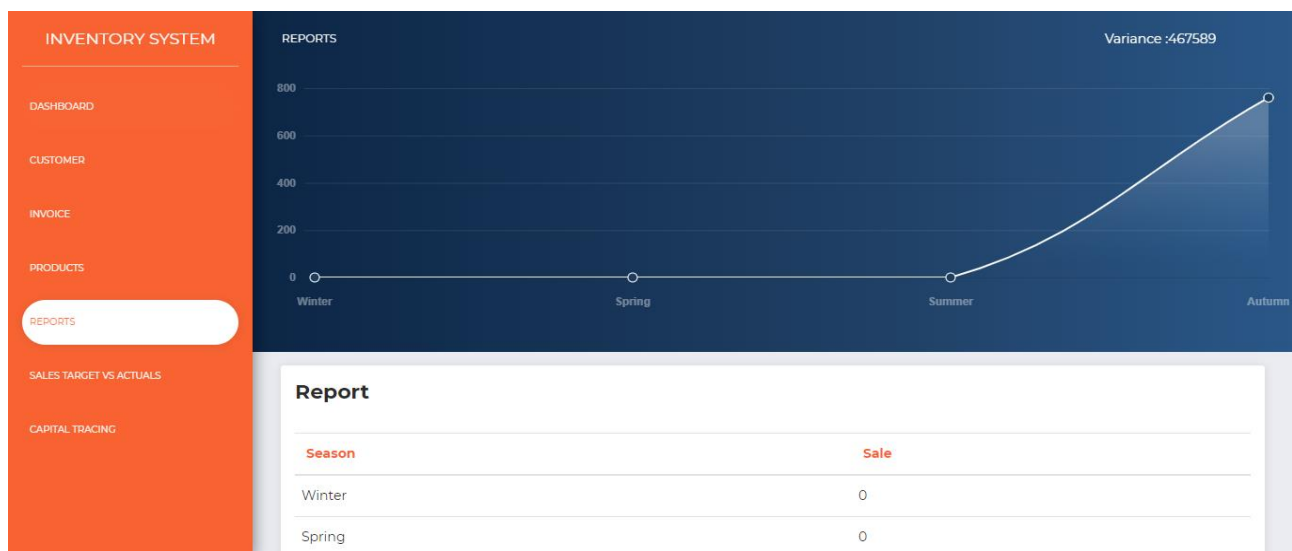 INVENTORY SYSTEM
DASHBOARD
CUSTOMER
INVOICE
PRODUCTS
REPORTS
SALES TARGET VS ACTUALS
CAPITAL TRACING
REPORTS
Variance :467589
800
600
400
200
0
Winter Spring Summer Autumn
Report
Season Sale
Winter 0
Spring 0